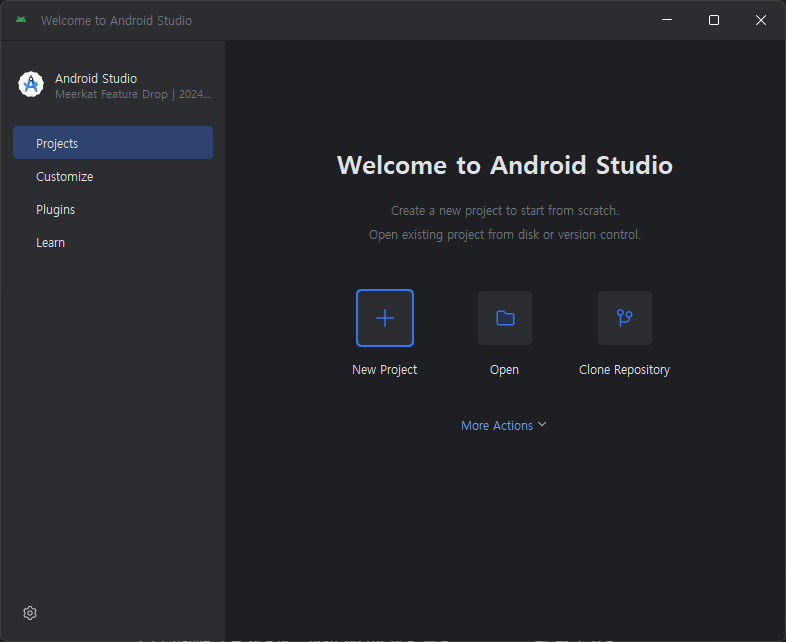 Welcome to Android Studio
Android Studio
Meerkat Feature Drop | 2024...
Projects
Customize
Plugins
Learn
Welcome to Android Studio
Create a new project to start from scratch.
Open existing project from disk or version control.
New Project
Open
Clone Repository
More Actions